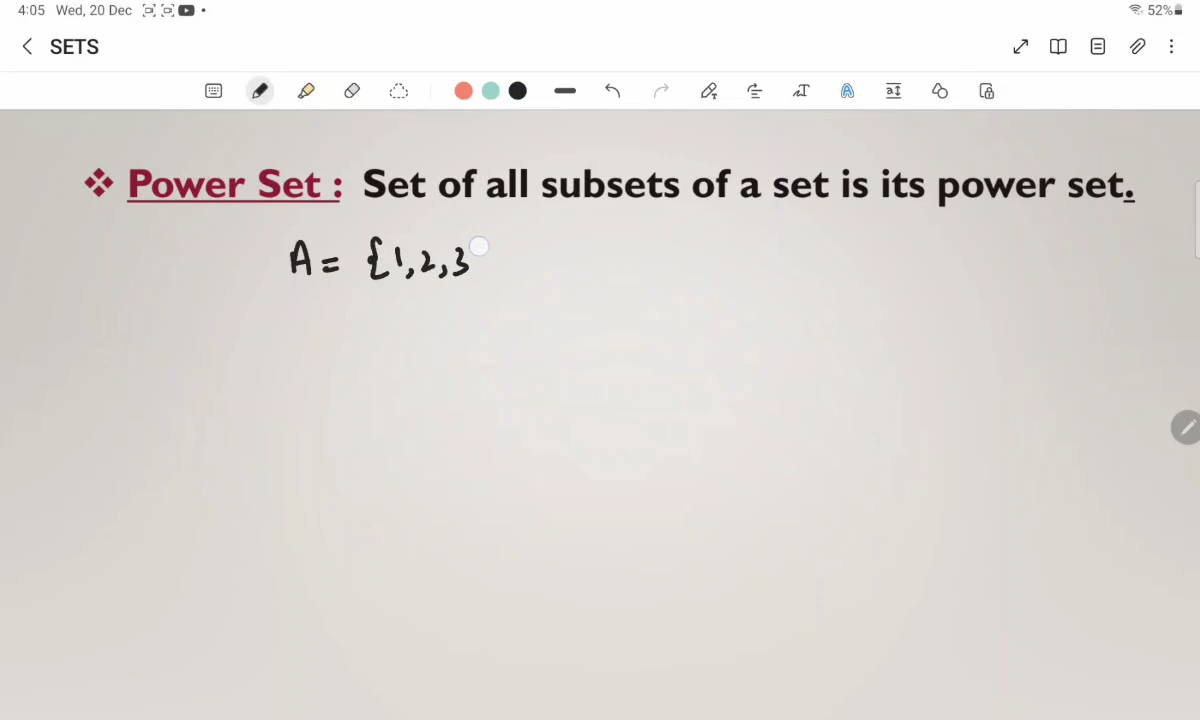 4:05 Wed, 20 Dec 52%
SETS
❖ Power Set : Set of all subsets of a set is its power set.
A = {1,2,3